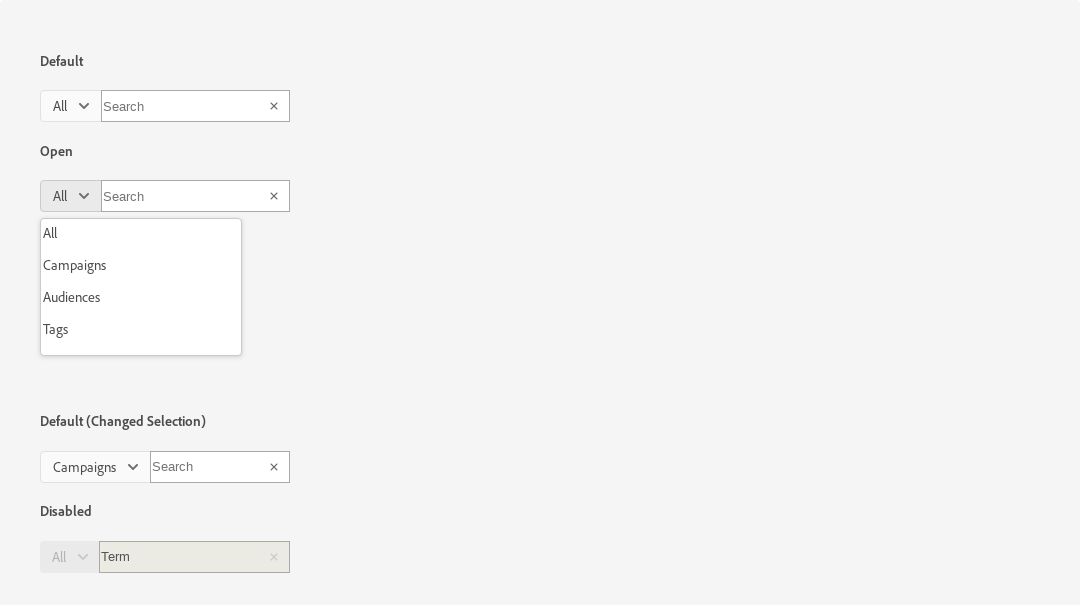 Default
All Search
Open
All Search
All
Campaigns
Audiences
Tags
Default (Changed Selection)
Campaigns Search
Disabled
All Term